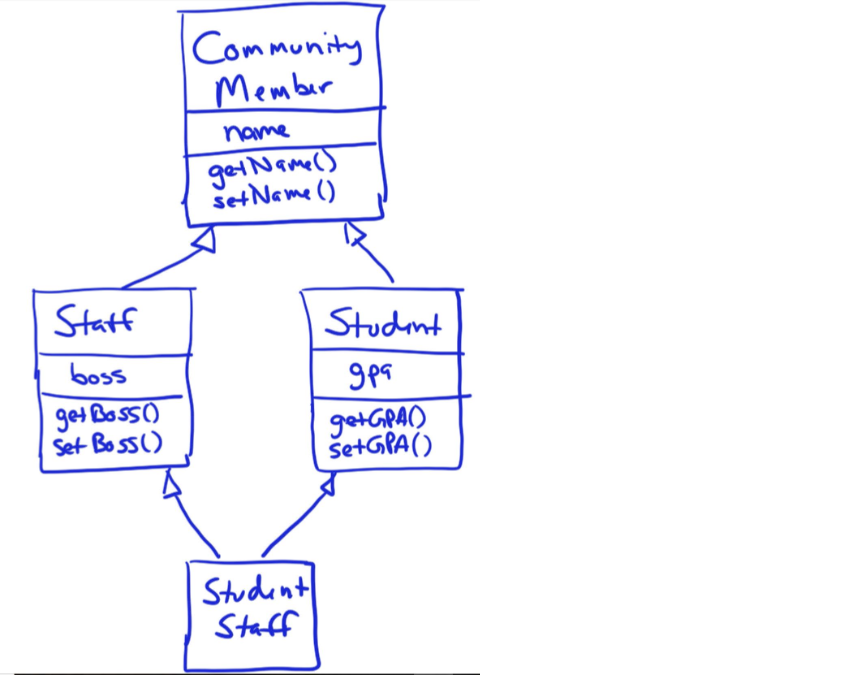 Community
Member
name
getName()
setName()
Staff
boss
getBoss()
setBoss()
Student
gpa
getGPA()
setGPA()
Student
Staff